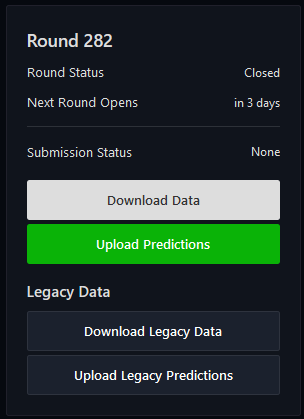 Round 282
Round Status Closed
Next Round Opens in 3 days
Submission Status None
Download Data
Upload Predictions
Legacy Data
Download Legacy Data
Upload Legacy Predictions